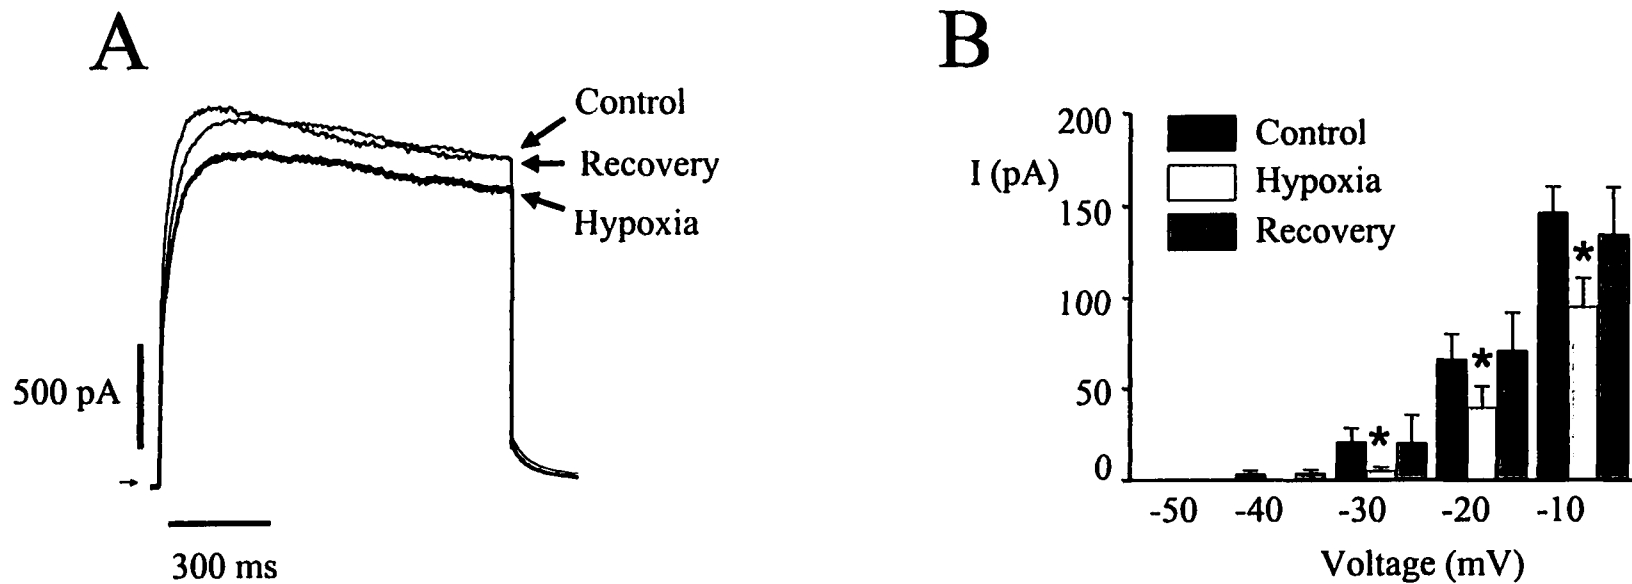 A
Control
Recovery
Hypoxia
500 pA
300 ms
B
I (pA)
200
150
100
50
0
Control
Hypoxia
Recovery
*
*
*
-50 -40 -30 -20 -10
Voltage (mV)